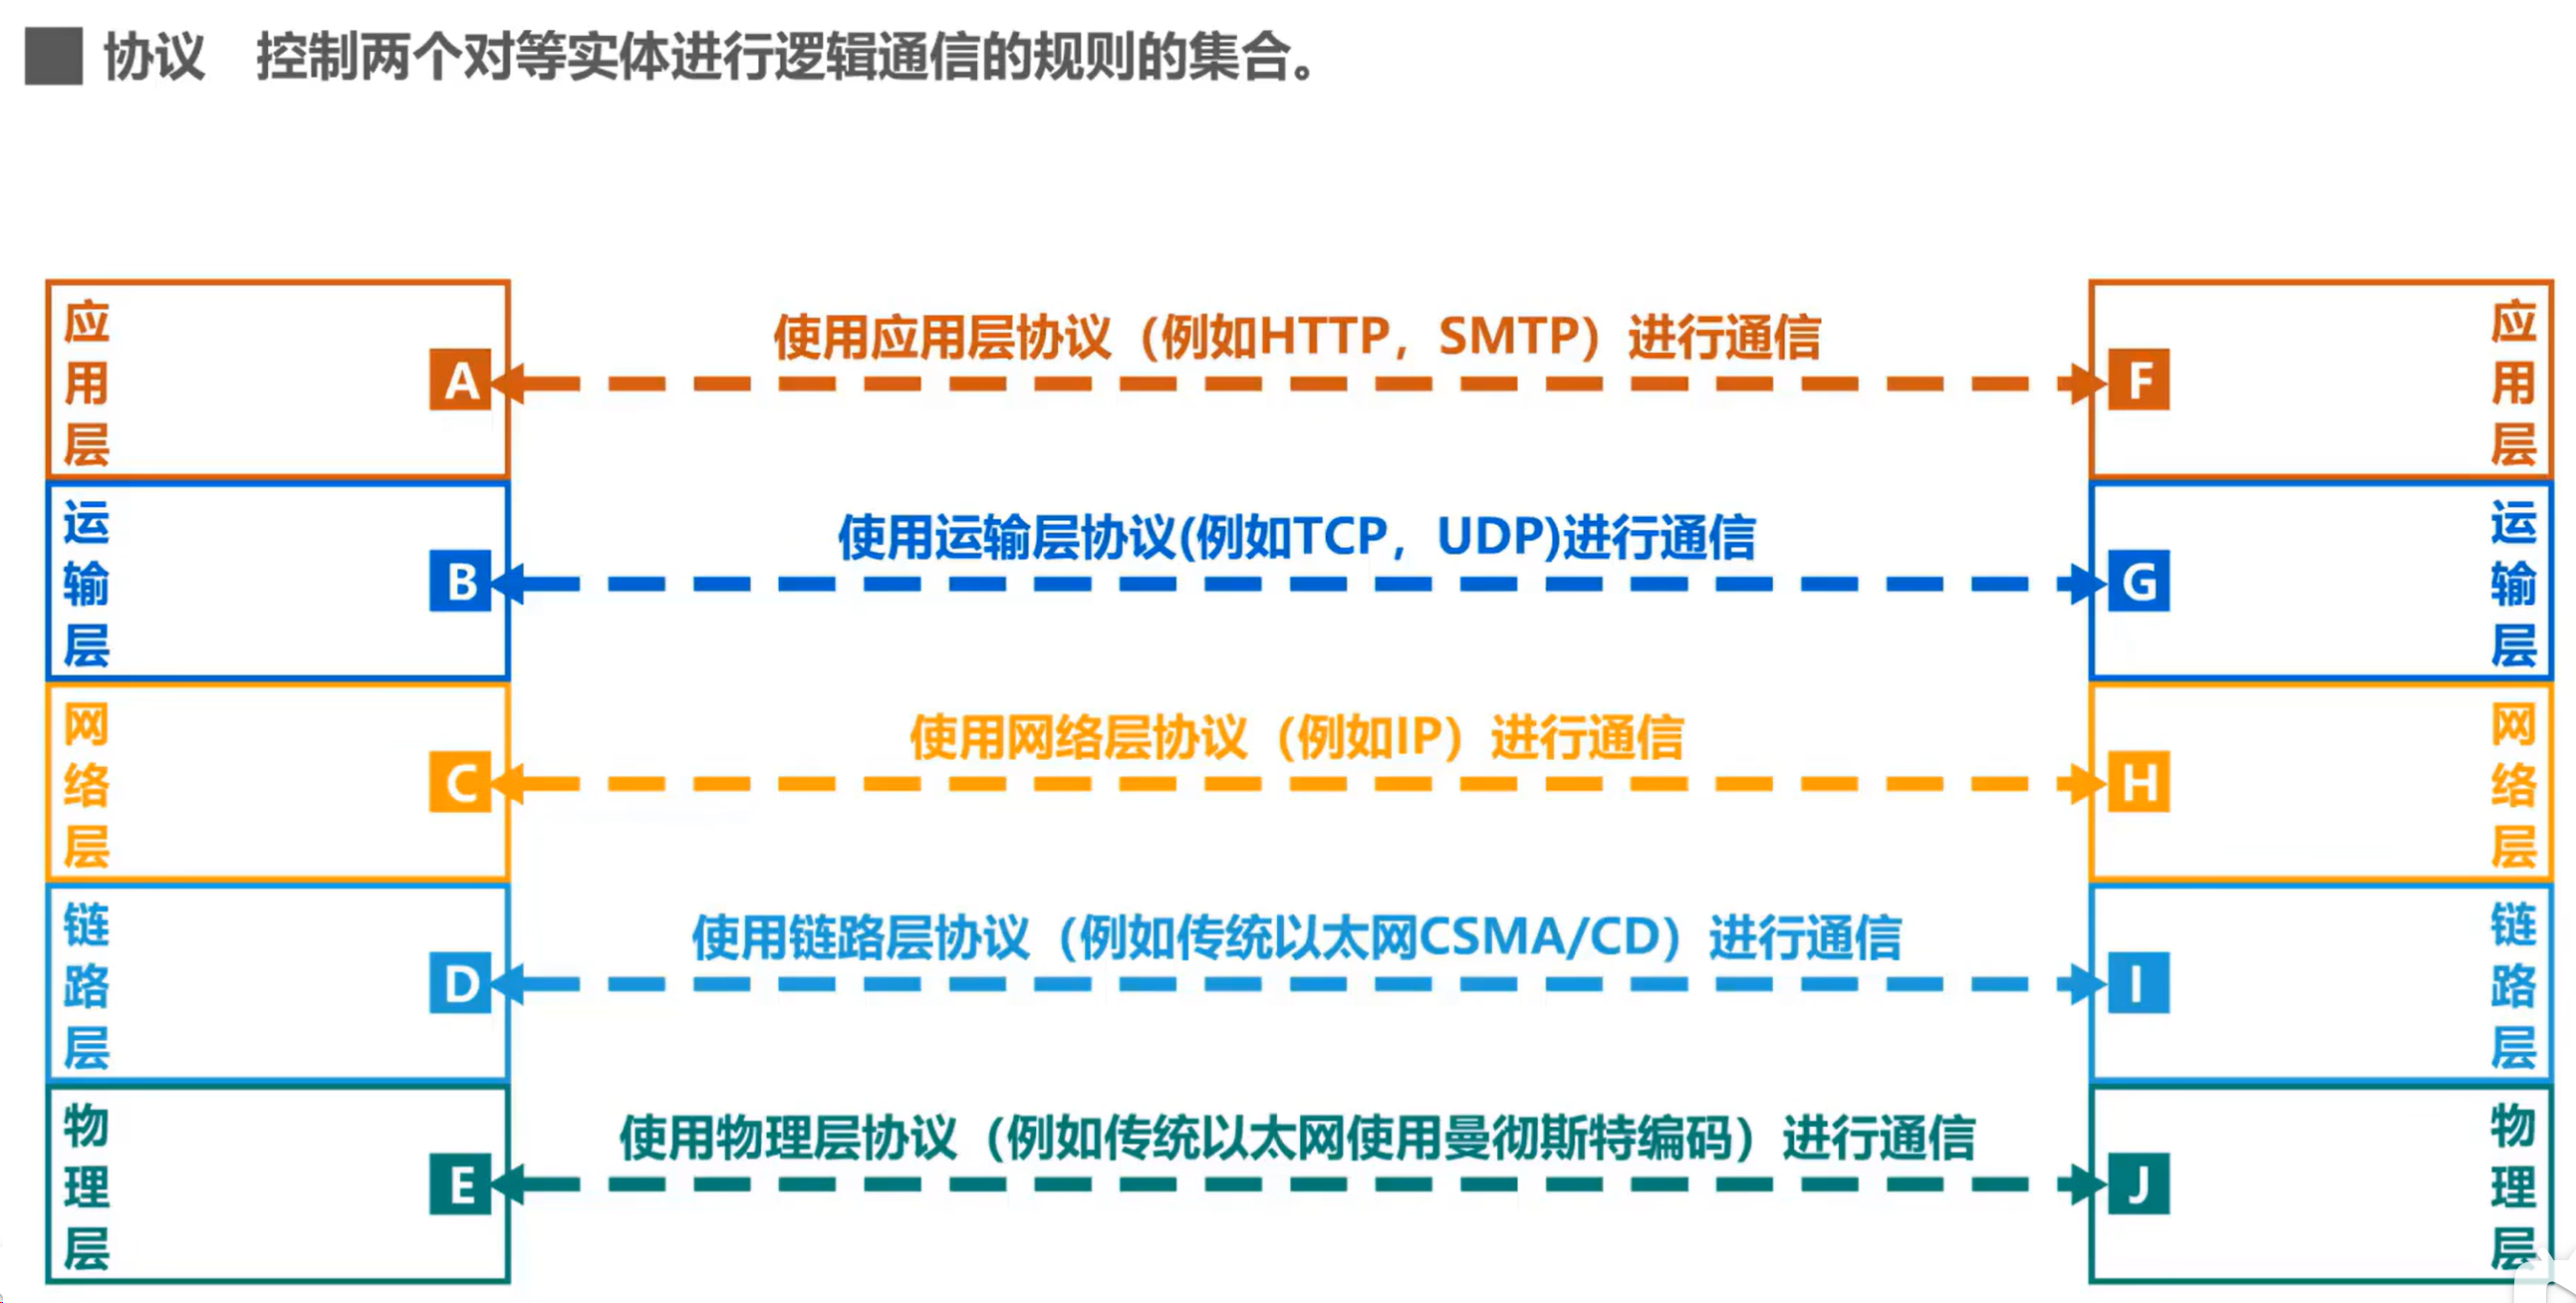 协议 控制两个对等实体进行逻辑通信的规则的集合。
应用层
A
使用应用层协议（例如HTTP，SMTP）进行通信
F
应用层
运输层
B
使用运输层协议(例如TCP，UDP)进行通信
G
运输层
网络层
C
使用网络层协议（例如IP）进行通信
H
网络层
链路层
D
使用链路层协议（例如传统以太网CSMA/CD）进行通信
I
链路层
物理层
E
使用物理层协议（例如传统以太网使用曼彻斯特编码）进行通信
J
物理层